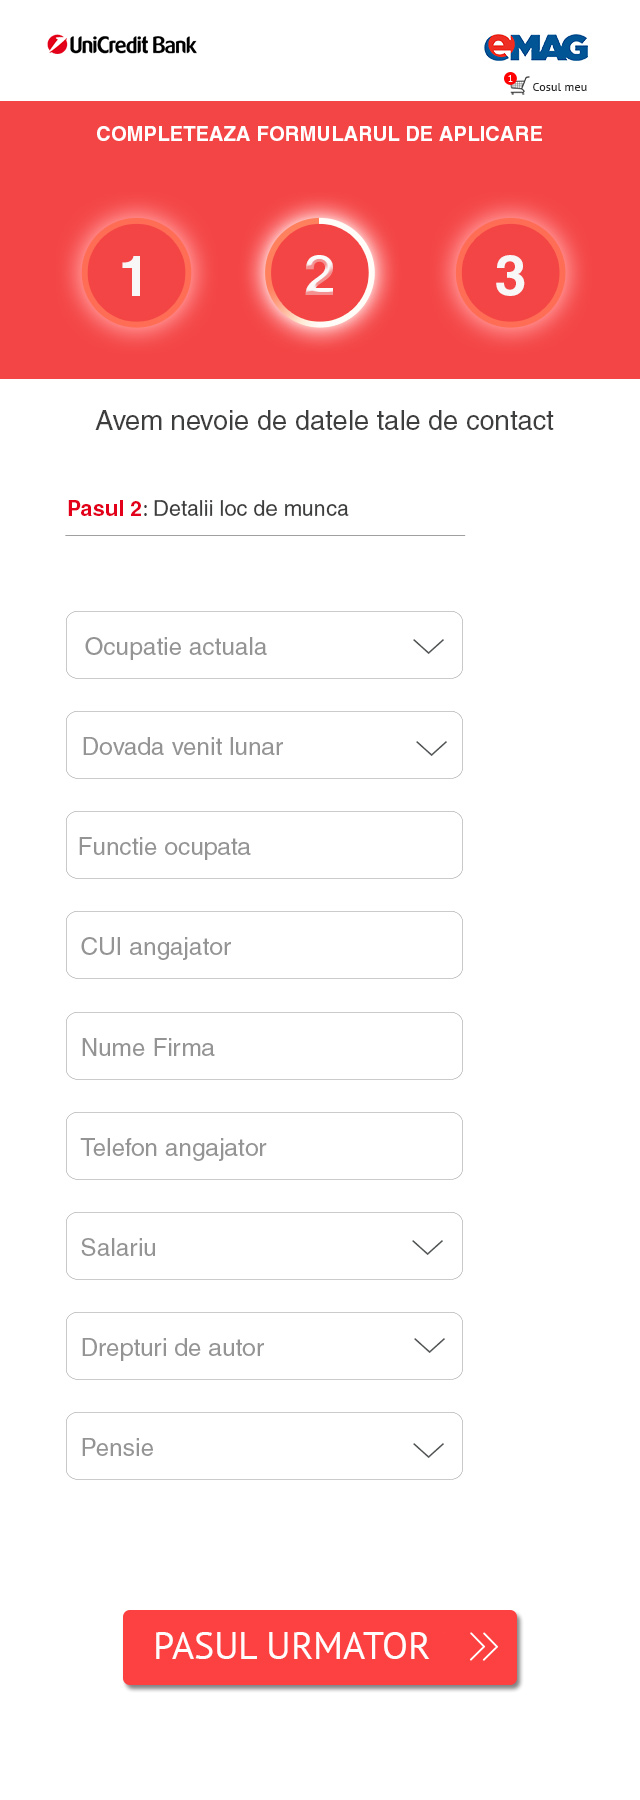 UniCredit Bank
eMAG
1
Cosul meu
COMPLETEAZA FORMULARUL DE APLICARE
1 2 3
Avem nevoie de datele tale de contact
Pasul 2: Detalii loc de munca
Ocupatie actuala
Dovada venit lunar
Functie ocupata
CUI angajator
Nume Firma
Telefon angajator
Salariu
Drepturi de autor
Pensie
PASUL URMATOR